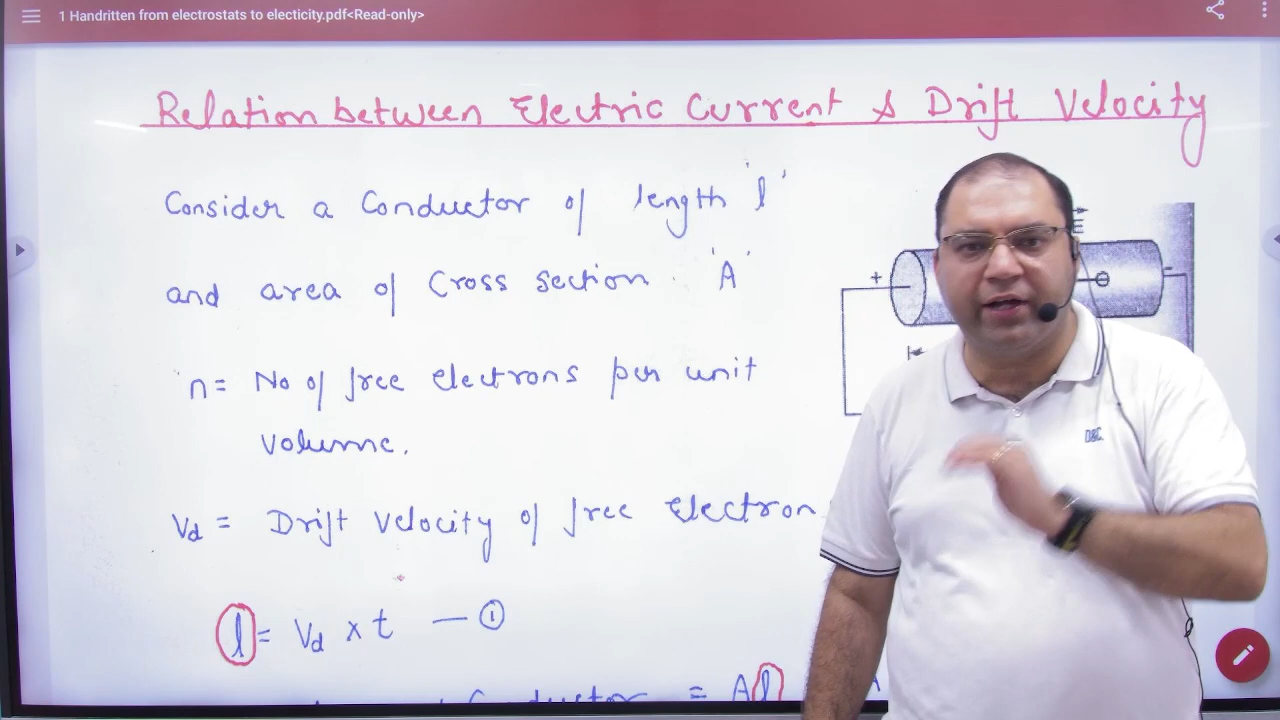 1 Handritten from electrostats to electicity.pdf<Read-only>
Relation between Electric Current & Drift Velocity
Consider a Conductor of length 'l'
and area of Cross section 'A'
n = No of free electrons per unit
volume.
Vd = Drift Velocity of free Electron
l = Vd x t — ①
Conductor = Al
+ E -